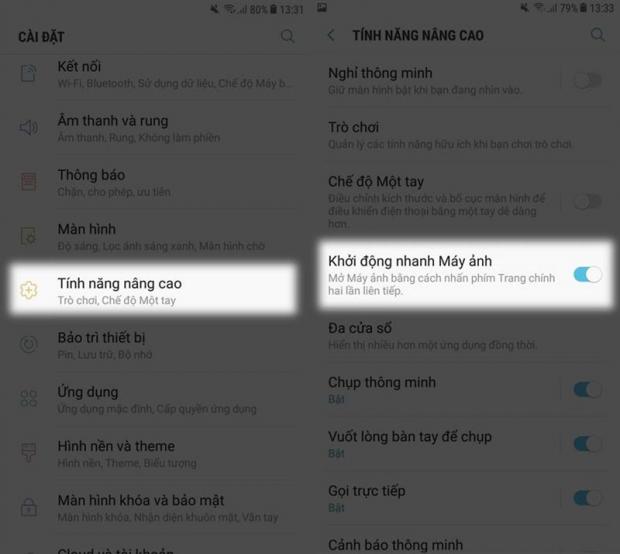 80% 13:31
CÀI ĐẶT
Kết nối
Wi-Fi, Bluetooth, Sử dụng dữ liệu, Chế độ Máy b...
Âm thanh và rung
Âm thanh, Rung, Không làm phiền
Thông báo
Chặn, cho phép, ưu tiên
Màn hình
Độ sáng, Lọc ánh sáng xanh, Màn hình chờ
Tính năng nâng cao
Trò chơi, Chế độ Một tay
Bảo trì thiết bị
Pin, Lưu trữ, Bộ nhớ
Ứng dụng
Ứng dụng mặc định, Cấp quyền ứng dụng
Hình nền và theme
Hình nền, Theme, Biểu tượng
Màn hình khóa và bảo mật
Màn hình khóa, Nhận diện khuôn mặt, Vân tay
Cloud và tài khoản
79% 13:33
TÍNH NĂNG NÂNG CAO
Nghỉ thông minh
Giữ màn hình bật khi bạn đang nhìn vào.
Trò chơi
Quản lý các tính năng hữu ích khi bạn chơi trò chơi.
Chế độ Một tay
Điều chỉnh kích thước và bố cục màn hình để
điều khiển điện thoại bằng một tay dễ dàng
hơn.
Khởi động nhanh Máy ảnh
Mở Máy ảnh bằng cách nhấn phím Trang chính
hai lần liên tiếp.
Đa cửa sổ
Hiển thị nhiều hơn một ứng dụng đồng thời.
Chụp thông minh
Bật
Vuốt lòng bàn tay để chụp
Bật
Gọi trực tiếp
Bật
Cảnh báo thông minh